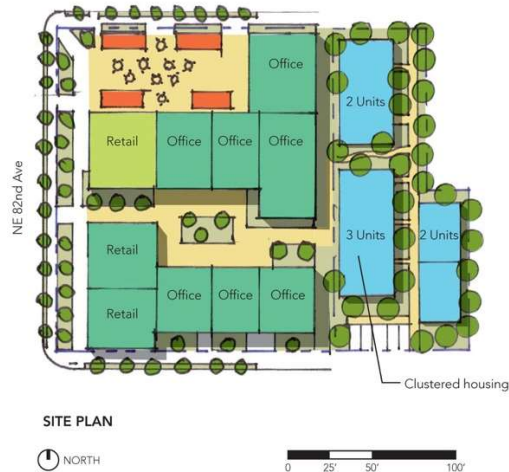 Office
2 Units
Retail
Office
Office
Office
NE 82nd Ave
Retail
3 Units
2 Units
Office
Office
Office
Retail
Clustered housing
SITE PLAN
NORTH
0 25' 50' 100'